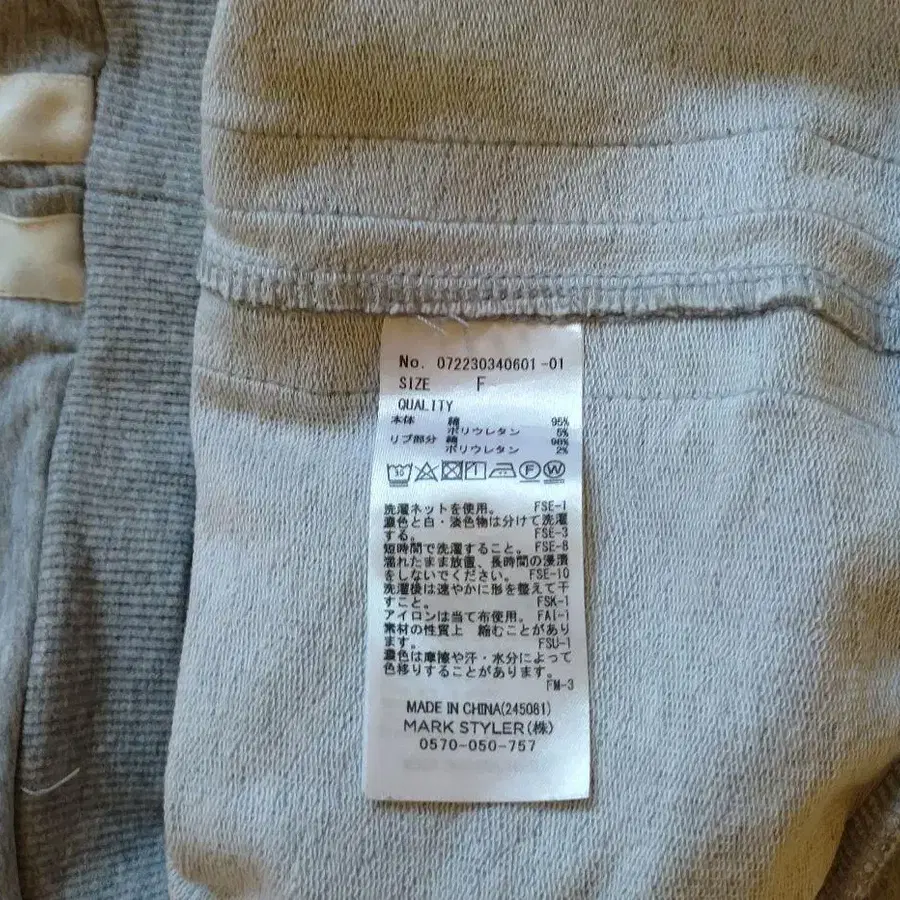 No. 072230340601-01
SIZE F
QUALITY
本体 綿 95%
ポリウレタン 5%
リブ部分 綿 98%
ポリウレタン 2%
30 1 F W
洗濯ネットを使用。 FSE-1
濃色と白・淡色物は分けて洗濯
する。 FSE-3
短時間で洗濯すること。 FSE-8
濡れたまま放置、長時間の浸漬
をしないでください。 FSE-10
洗濯後は速やかに形を整えて干
すこと。 FSK-1
アイロンは当て布使用。 FAI-1
素材の性質上 縮むことがあり
ます。 FSU-1
濃色は摩擦や汗・水分によって
色移りすることがあります。
FM-3
MADE IN CHINA(245081)
MARK STYLER(株)
0570-050-757